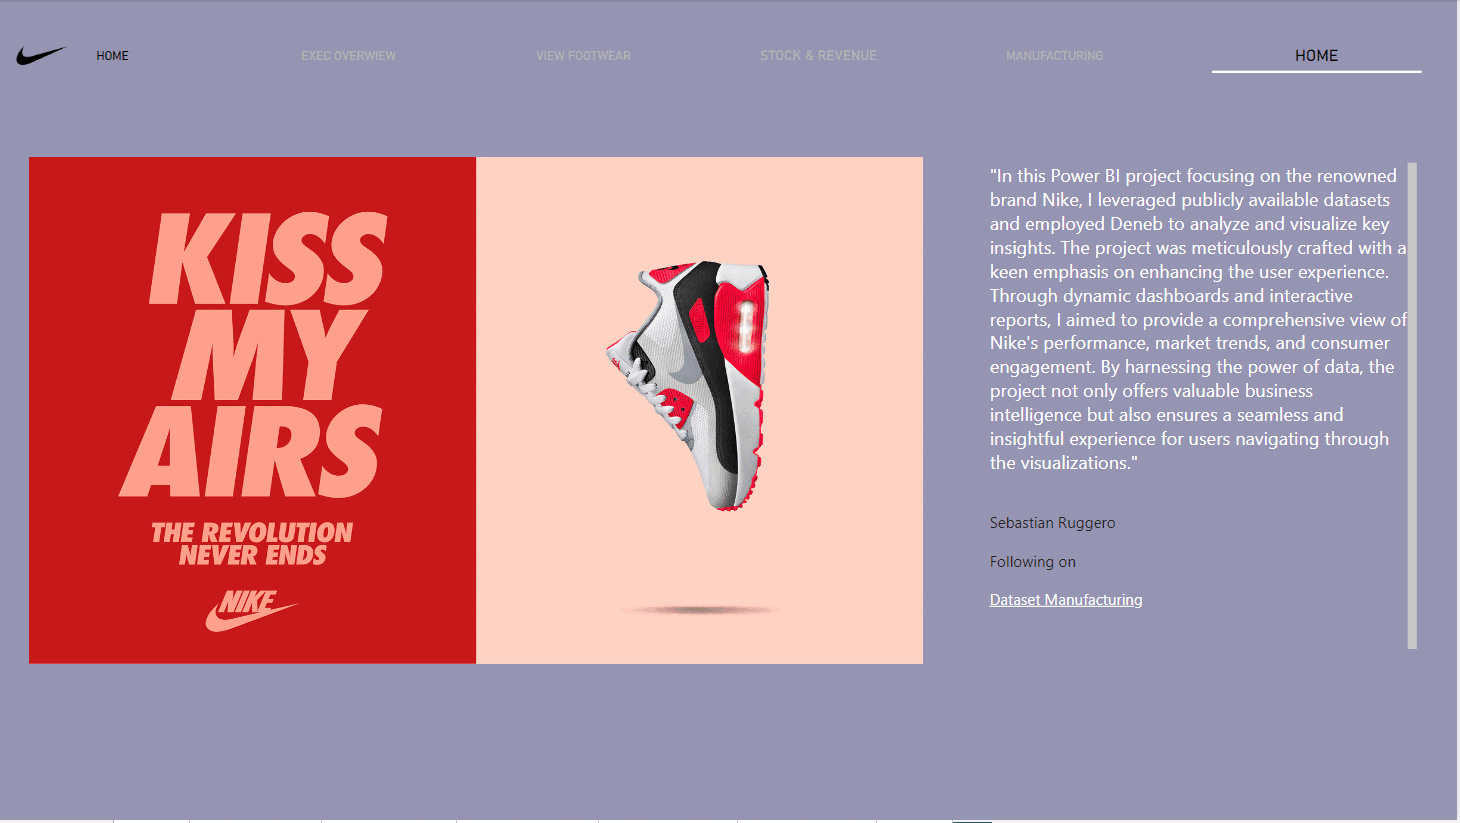 HOME
EXEC OVERWIEW
VIEW FOOTWEAR
STOCK & REVENUE
MANUFACTURING
HOME
KISS
MY
AIRS
THE REVOLUTION
NEVER ENDS
NIKE
"In this Power BI project focusing on the renowned
brand Nike, I leveraged publicly available datasets
and employed Deneb to analyze and visualize key
insights. The project was meticulously crafted with a
keen emphasis on enhancing the user experience.
Through dynamic dashboards and interactive
reports, I aimed to provide a comprehensive view of
Nike's performance, market trends, and consumer
engagement. By harnessing the power of data, the
project not only offers valuable business
intelligence but also ensures a seamless and
insightful experience for users navigating through
the visualizations."
Sebastian Ruggero
Following on
Dataset Manufacturing